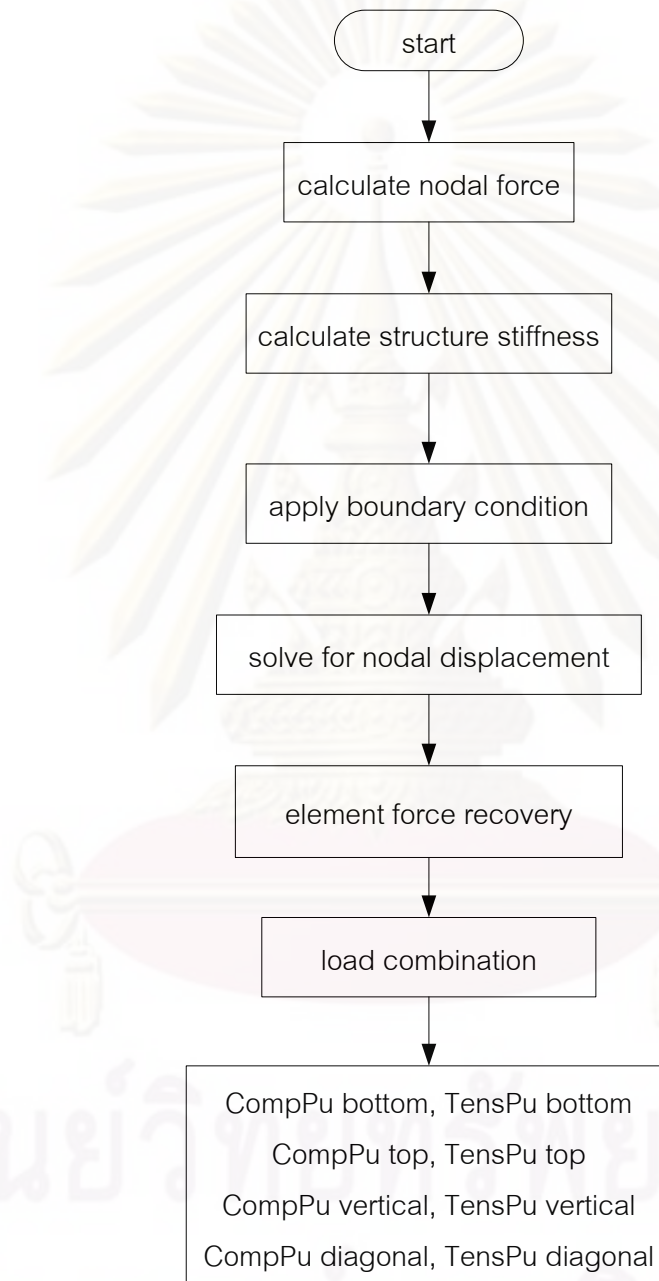 start
calculate nodal force
calculate structure stiffness
apply boundary condition
solve for nodal displacement
element force recovery
load combination
CompPu bottom, TensPu bottom
CompPu top, TensPu top
CompPu vertical, TensPu vertical
CompPu diagonal, TensPu diagonal